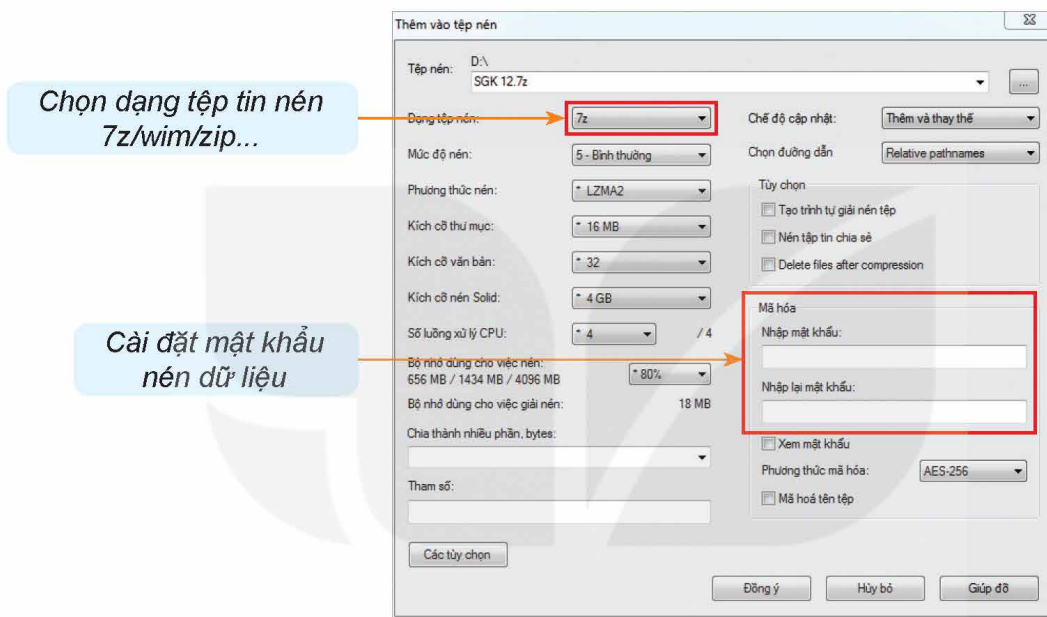 Thêm vào tệp nén
Tệp nén: D:\
SGK 12.7z
...
Chọn dạng tệp tin nén
7z/wim/zip...
Dạng tệp nén: 7z
Chế độ cập nhật: Thêm và thay thế
Mức độ nén: 5 - Bình thường
Chọn đường dẫn Relative pathnames
Phương thức nén: * LZMA2
Tùy chọn
Tạo trình tự giải nén tệp
Kích cỡ thư mục: * 16 MB
Nén tập tin chia sẻ
Kích cỡ văn bản: * 32
Delete files after compression
Kích cỡ nén Solid: * 4 GB
Mã hóa
Số luồng xử lý CPU: * 4 / 4
Nhập mật khẩu:
Cài đặt mật khẩu
nén dữ liệu
Bộ nhớ dùng cho việc nén:
656 MB / 1434 MB / 4096 MB * 80%
Nhập lại mật khẩu:
Bộ nhớ dùng cho việc giải nén: 18 MB
Chia thành nhiều phần, bytes:
Xem mật khẩu
Phương thức mã hóa: AES-256
Tham số:
Mã hoá tên tệp
Các tùy chọn
Đồng ý Hủy bỏ Giúp đỡ